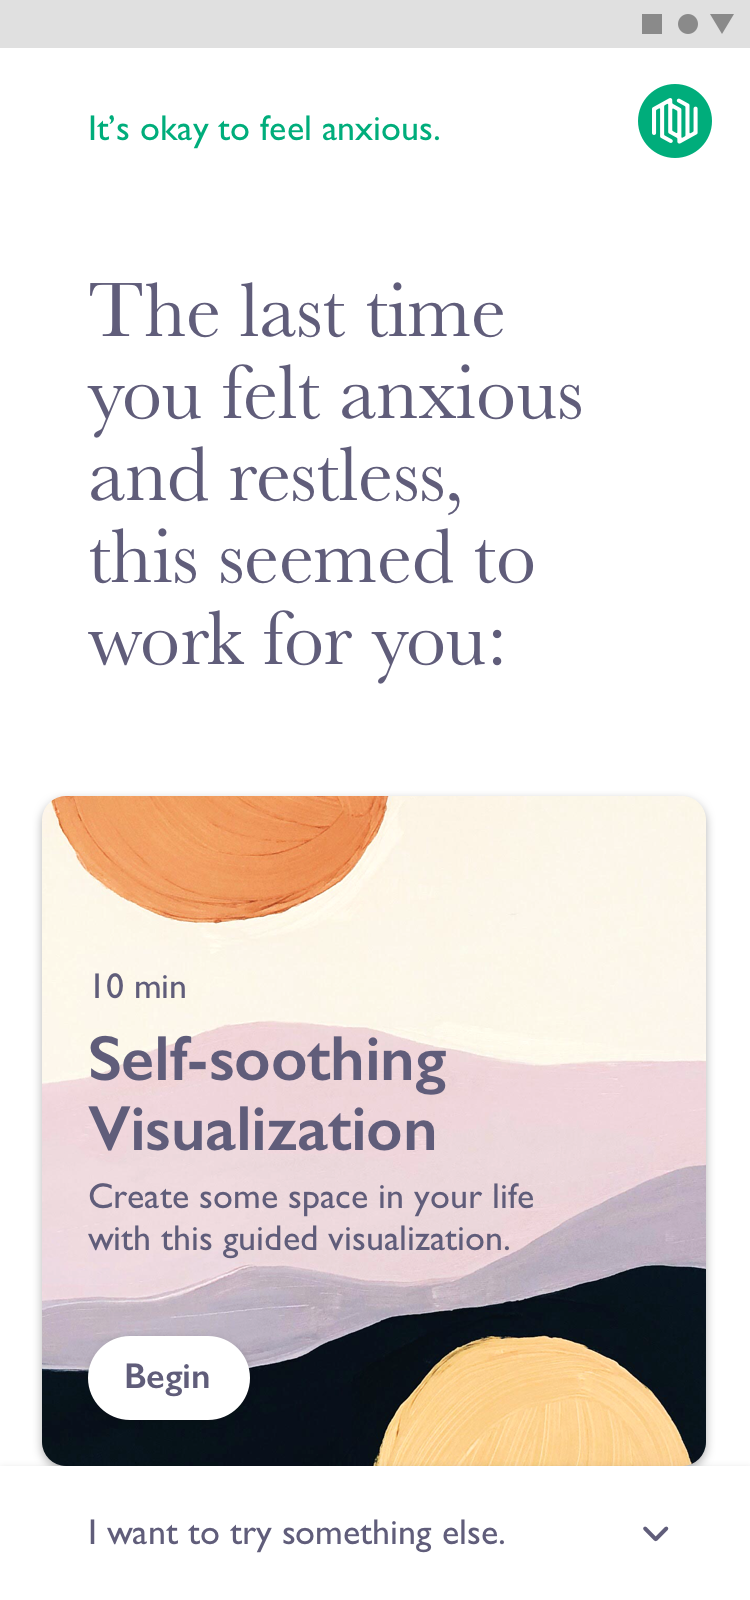 It’s okay to feel anxious.
The last time
you felt anxious
and restless,
this seemed to
work for you:
10 min
Self-soothing
Visualization
Create some space in your life
with this guided visualization.
Begin
I want to try something else.